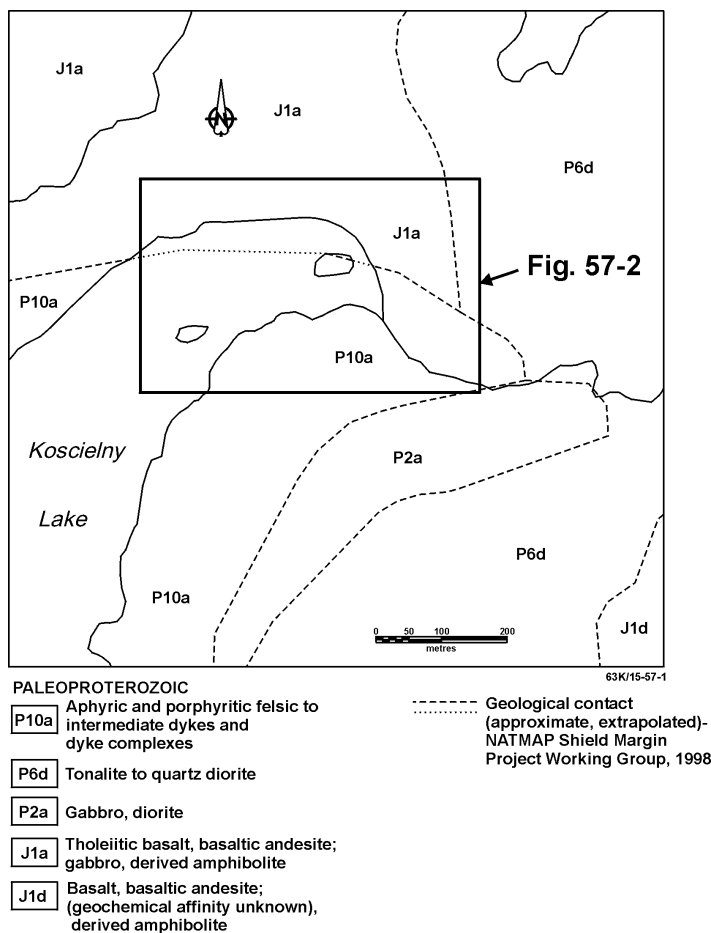 J1a
N
J1a
P6d
J1a
Fig. 57-2
P10a
P10a
Koscielny
Lake
P2a
P6d
P10a
J1d
0 50 100 200
metres
63K/15-57-1
PALEOPROTEROZOIC
P10a Aphyric and porphyritic felsic to
intermediate dykes and
dyke complexes
P6d Tonalite to quartz diorite
P2a Gabbro, diorite
J1a Tholeiitic basalt, basaltic andesite;
gabbro, derived amphibolite
J1d Basalt, basaltic andesite;
(geochemical affinity unknown),
derived amphibolite
Geological contact
(approximate, extrapolated)-
NATMAP Shield Margin
Project Working Group, 1998